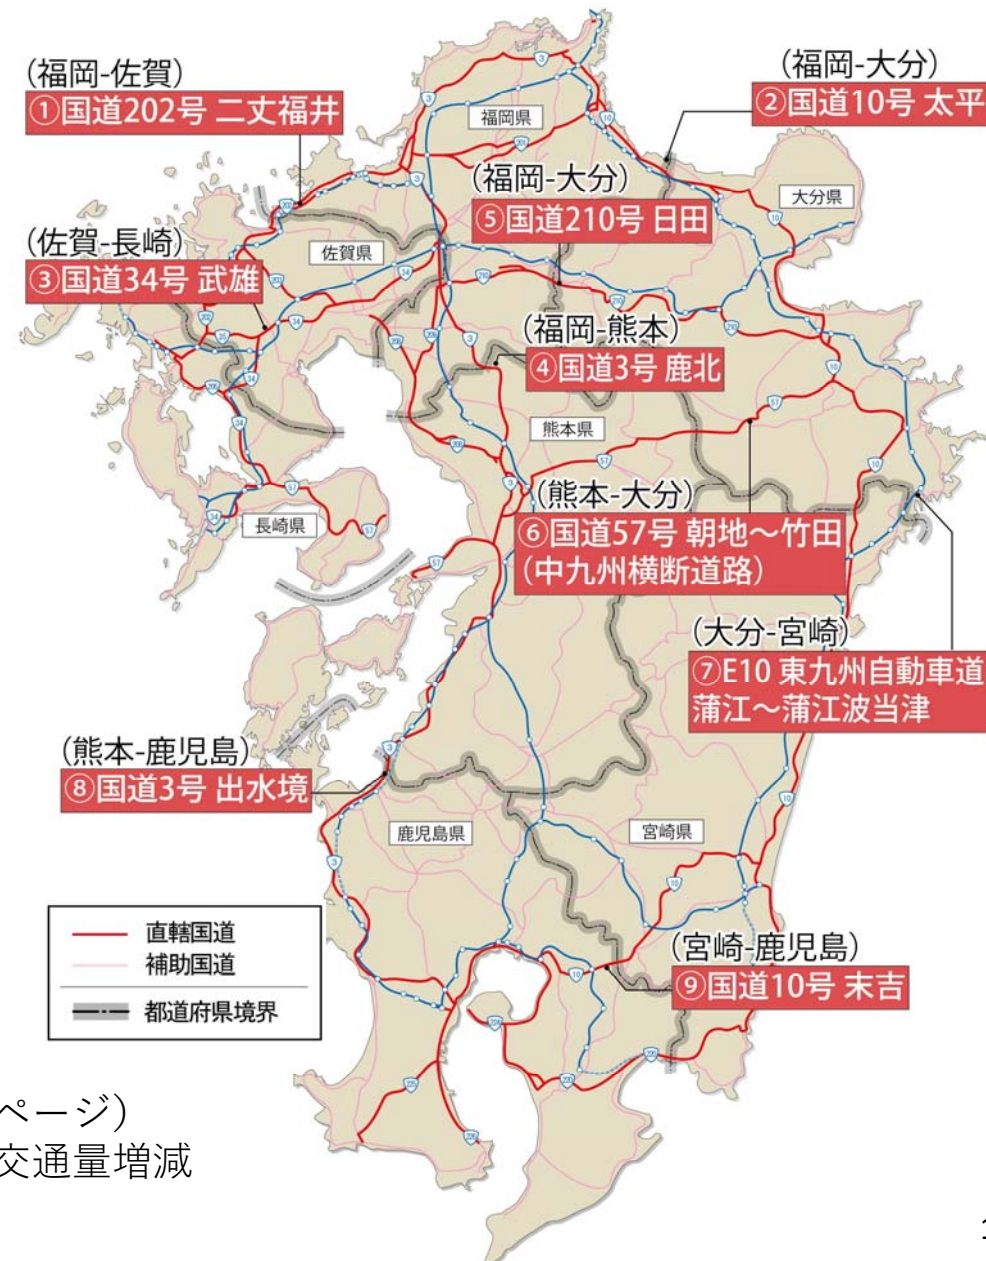 (福岡-佐賀)
①国道202号 二丈福井
(福岡-大分)
②国道10号 太平
福岡県
(福岡-大分)
⑤国道210号 日田
大分県
(佐賀-長崎)
③国道34号 武雄
佐賀県
(福岡-熊本)
④国道3号 鹿北
熊本県
(熊本-大分)
⑥国道57号 朝地～竹田
(中九州横断道路)
長崎県
(大分-宮崎)
⑦E10 東九州自動車道
蒲江～蒲江波当津
(熊本-鹿児島)
⑧国道3号 出水境
鹿児島県
宮崎県
(宮崎-鹿児島)
⑨国道10号 末吉
直轄国道
補助国道
都道府県境界
ページ)
交通量増減